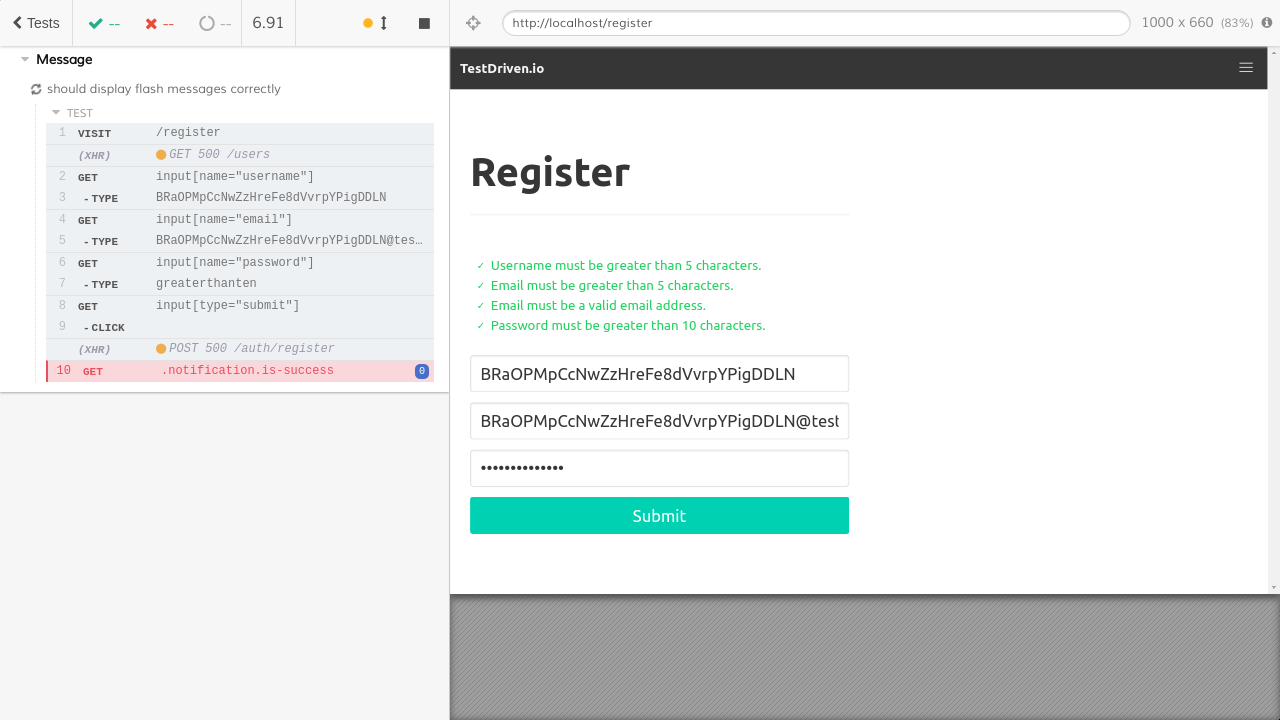 Tests
--
--
--
6.91
http://localhost/register
1000 x 660 (83%)
Message
should display flash messages correctly
TEST
1 VISIT /register
(XHR) GET 500 /users
2 GET input[name="username"]
3 - TYPE BRaOPMpCcNwZzHreFe8dVvrpYPigDDLN
4 GET input[name="email"]
5 - TYPE BRaOPMpCcNwZzHreFe8dVvrpYPigDDLN@tes…
6 GET input[name="password"]
7 - TYPE greaterthanten
8 GET input[type="submit"]
9 - CLICK
(XHR) POST 500 /auth/register
10 GET .notification.is-success 0
TestDriven.io
Register
✓ Username must be greater than 5 characters.
✓ Email must be greater than 5 characters.
✓ Email must be a valid email address.
✓ Password must be greater than 10 characters.
BRaOPMpCcNwZzHreFe8dVvrpYPigDDLN
BRaOPMpCcNwZzHreFe8dVvrpYPigDDLN@test
••••••••••••••
Submit